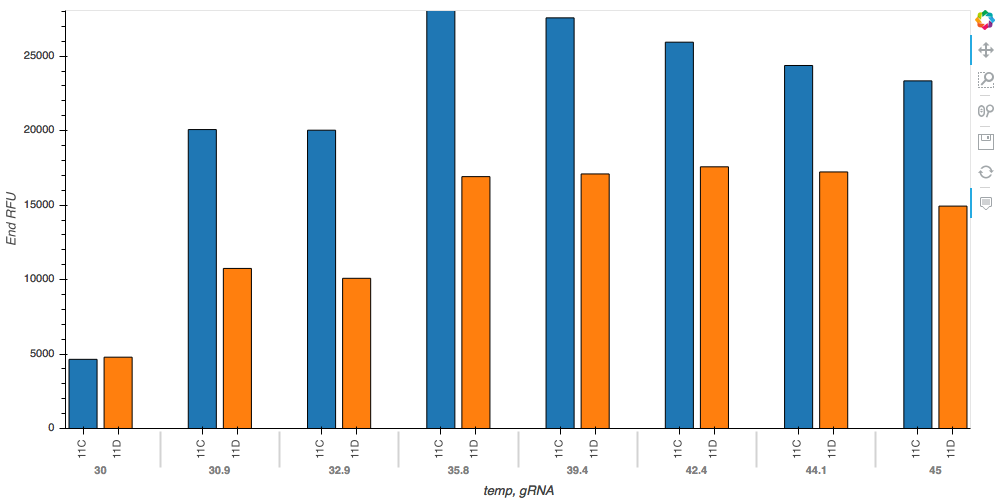 End RFU
25000
20000
15000
10000
5000
0
11C 11D 11C 11D 11C 11D 11C 11D 11C 11D 11C 11D 11C 11D 11C 11D
30 30.9 32.9 35.8 39.4 42.4 44.1 45
temp, gRNA